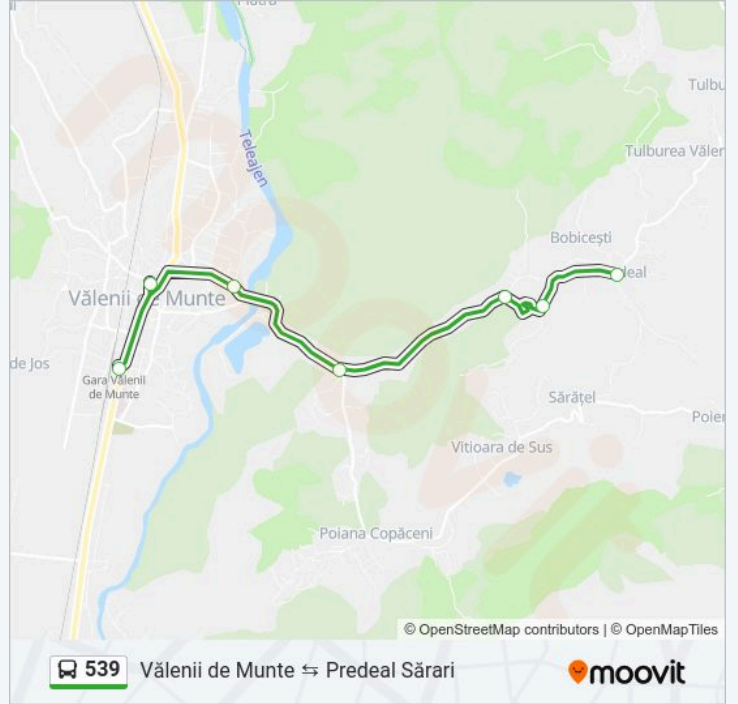 Teleajen
Tulbu
Tulburea Văler
Bobicești
deal
Vălenii de Munte
de Jos
Gara Vălenii
de Munte
Sărățel
Poier
Vitioara de Sus
Poiana Copăceni
© OpenStreetMap contributors | © OpenMapTiles
539 Vălenii de Munte ⇆ Predeal Sărari
moovit